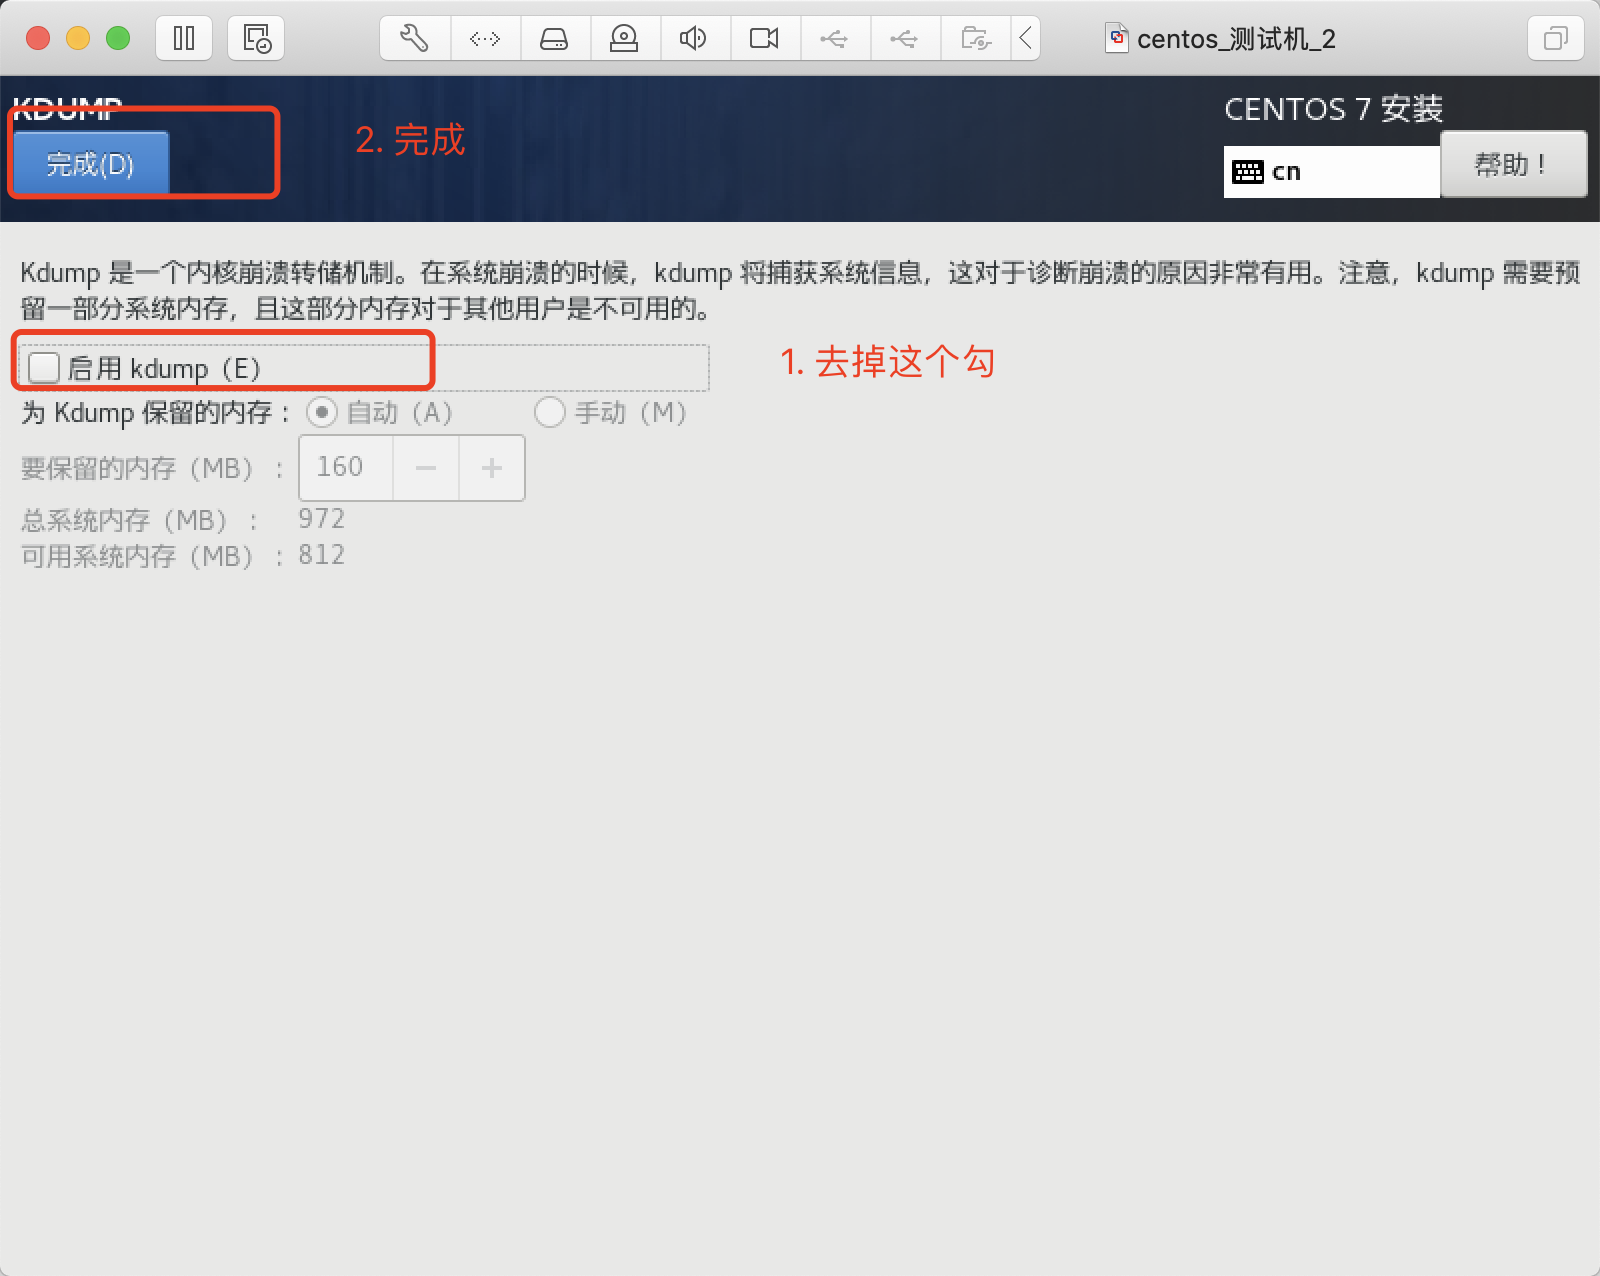 centos_测试机_2
KDUMP
CENTOS 7 安装
完成(D)
2. 完成
cn
帮助！
Kdump 是一个内核崩溃转储机制。在系统崩溃的时候，kdump 将捕获系统信息，这对于诊断崩溃的原因非常有用。注意，kdump 需要预
留一部分系统内存，且这部分内存对于其他用户是不可用的。
启用 kdump（E）
1. 去掉这个勾
为 Kdump 保留的内存： 自动（A） 手动（M）
要保留的内存（MB）： 160 − +
总系统内存（MB）： 972
可用系统内存（MB）： 812